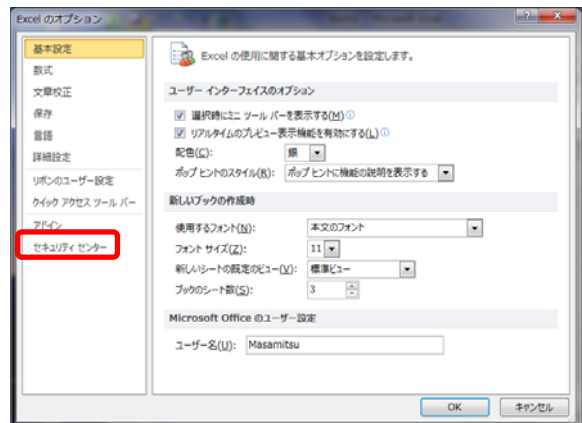 Excel のオプション
基本設定
数式
文章校正
保存
言語
詳細設定
リボンのユーザー設定
クイック アクセス ツール バー
アドイン
セキュリティ センター
Excel の使用に関する基本オプションを設定します。
ユーザー インターフェイスのオプション
選択時にミニ ツール バーを表示する(M)
リアルタイムのプレビュー表示機能を有効にする(L)
配色(C): 銀
ポップ ヒントのスタイル(R): ポップ ヒントに機能の説明を表示する
新しいブックの作成時
使用するフォント(N): 本文のフォント
フォント サイズ(Z): 11
新しいシートの既定のビュー(V): 標準ビュー
ブックのシート数(S): 3
Microsoft Office のユーザー設定
ユーザー名(U): Masamitsu
OK キャンセル